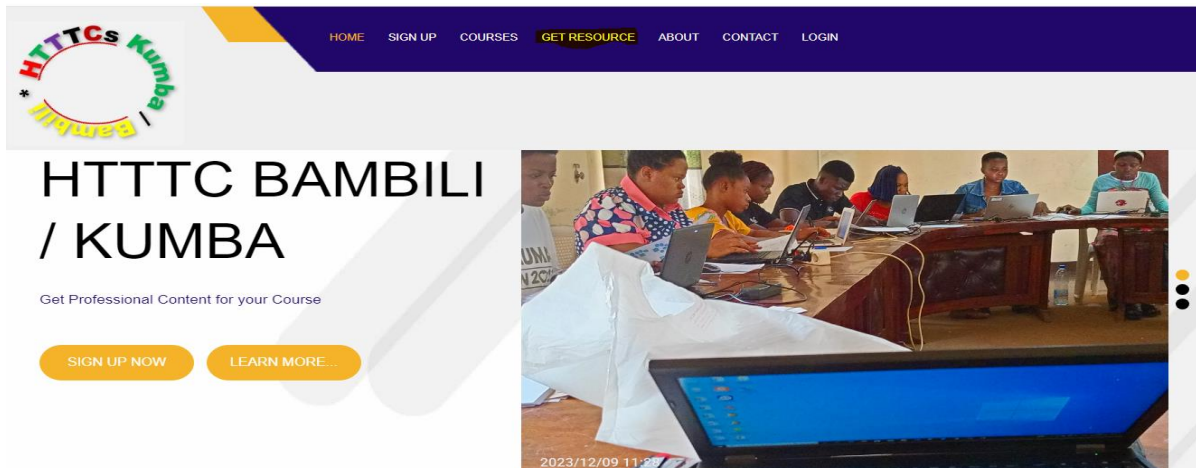 HTTTCs Kumba / Bambili *
HOME SIGN UP COURSES GET RESOURCE ABOUT CONTACT LOGIN
HTTTC BAMBILI
/ KUMBA
Get Professional Content for your Course
SIGN UP NOW LEARN MORE...
2023/12/09 11:28